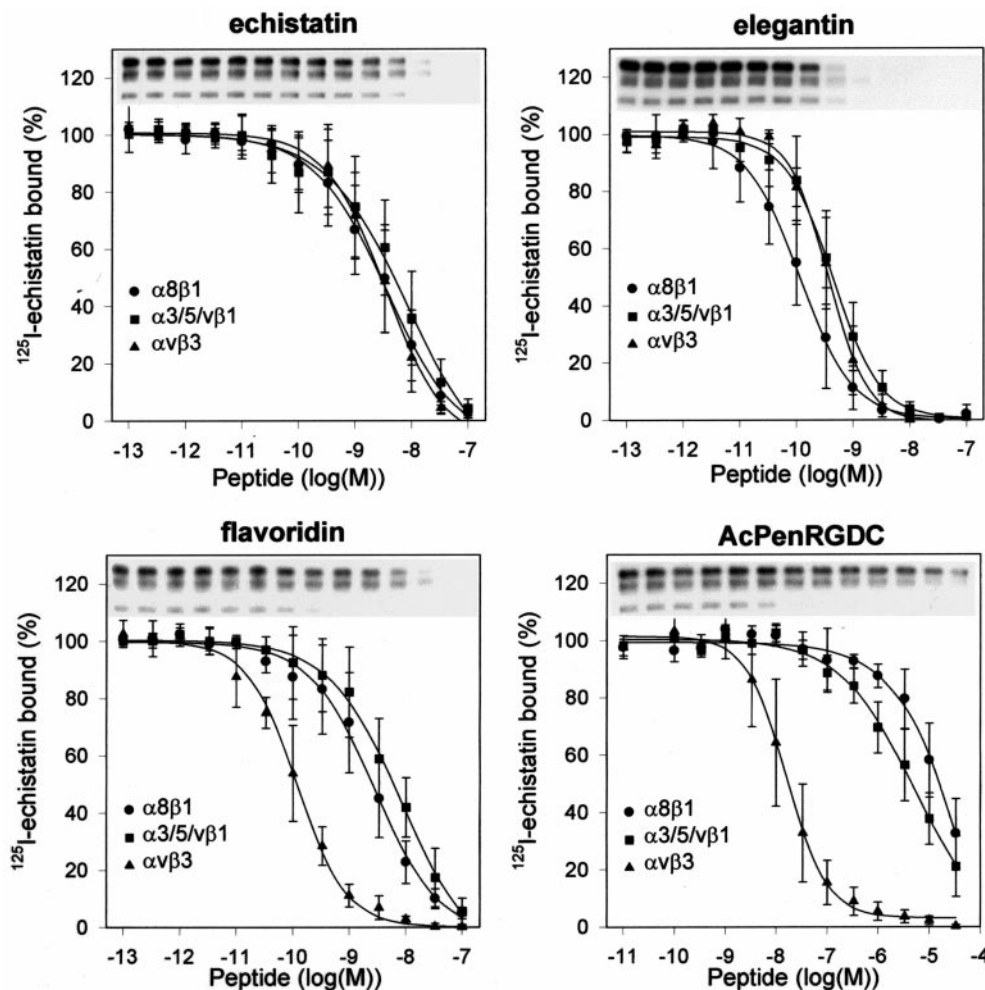 echistatin
120
100
80
60
40
20
0
¹²⁵I-echistatin bound (%)
α8β1
α3/5/vβ1
αvβ3
-13 -12 -11 -10 -9 -8 -7
Peptide (log(M))
elegantin
120
100
80
60
40
20
0
¹²⁵I-echistatin bound (%)
α8β1
α3/5/vβ1
αvβ3
-13 -12 -11 -10 -9 -8 -7
Peptide (log(M))
flavoridin
120
100
80
60
40
20
0
¹²⁵I-echistatin bound (%)
α8β1
α3/5/vβ1
αvβ3
-13 -12 -11 -10 -9 -8 -7
Peptide (log(M))
AcPenRGDC
120
100
80
60
40
20
0
¹²⁵I-echistatin bound (%)
α8β1
α3/5/vβ1
αvβ3
-11 -10 -9 -8 -7 -6 -5 -4
Peptide (log(M))